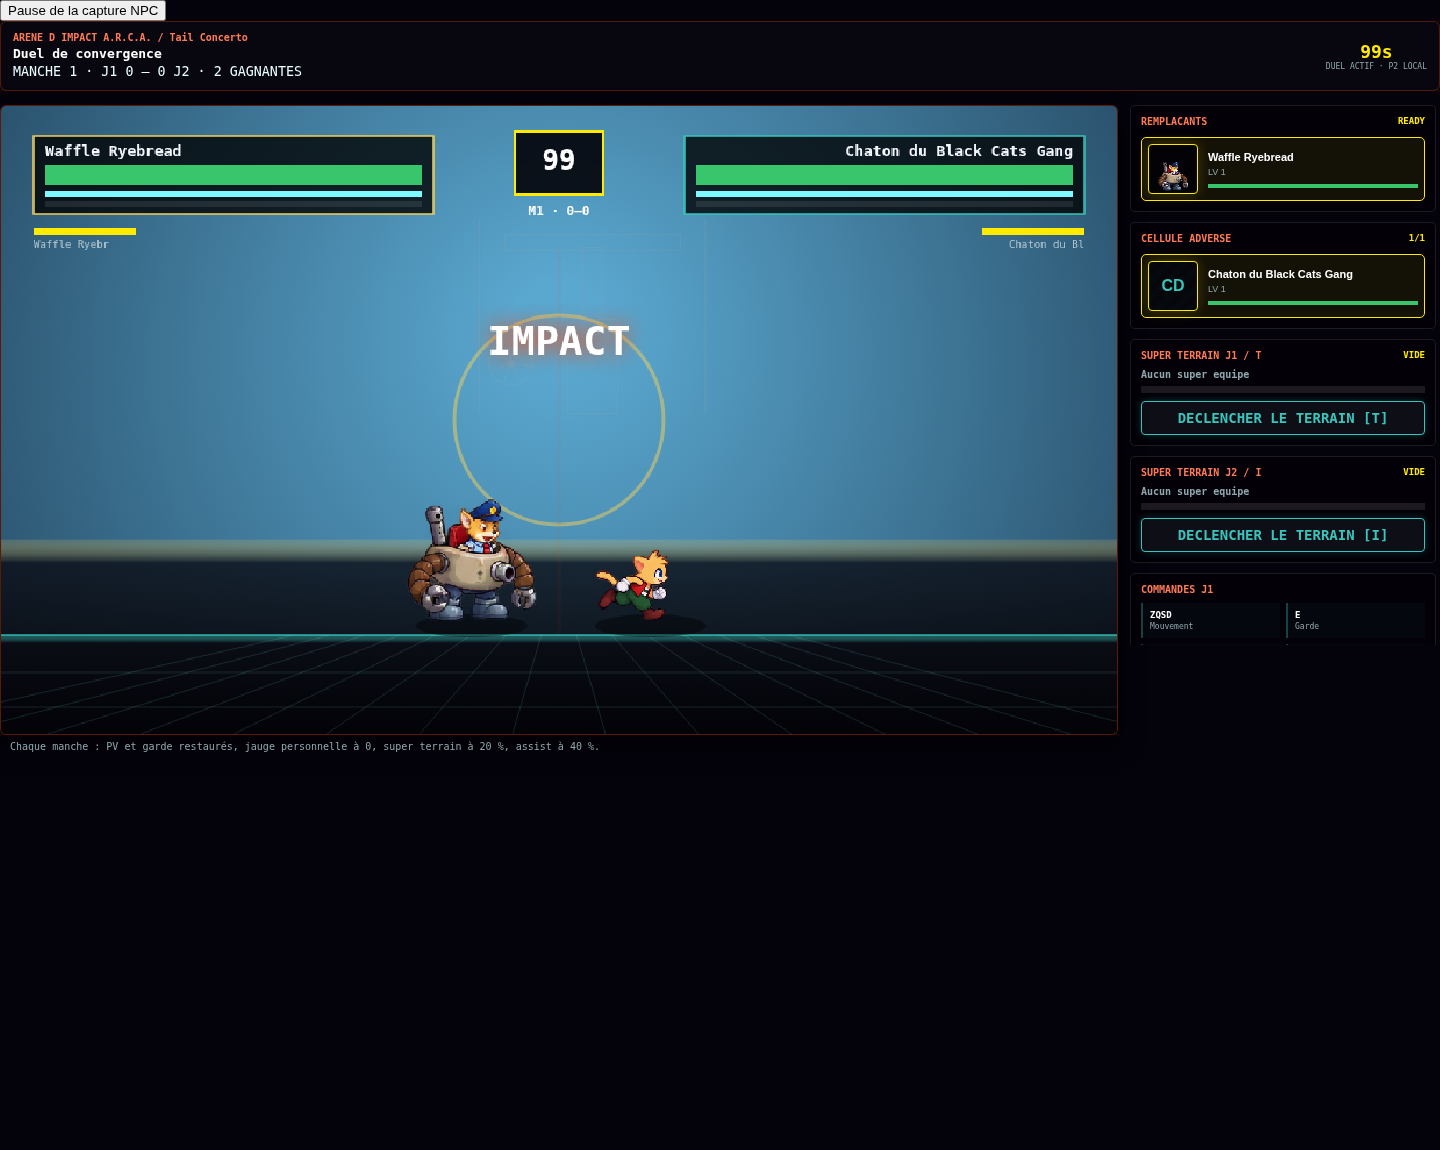 Pause de la capture NPC
ARENE D IMPACT A.R.C.A. / Tail Concerto
Duel de convergence
MANCHE 1 · J1 0 — 0 J2 · 2 GAGNANTES
99s
DUEL ACTIF · P2 LOCAL
Waffle Ryebread
99
Chaton du Black Cats Gang
M1 · 0—0
Waffle Ryebr
Chaton du Bl
IMPACT
Chaque manche : PV et garde restaurés, jauge personnelle à 0, super terrain à 20 %, assist à 40 %.
REMPLACANTS
READY
Waffle Ryebread
LV 1
CELLULE ADVERSE
1/1
CD
Chaton du Black Cats Gang
LV 1
SUPER TERRAIN J1 / T
VIDE
Aucun super equipe
DECLENCHER LE TERRAIN [T]
SUPER TERRAIN J2 / I
VIDE
Aucun super equipe
DECLENCHER LE TERRAIN [I]
COMMANDES J1
ZQSD
Mouvement
E
Garde